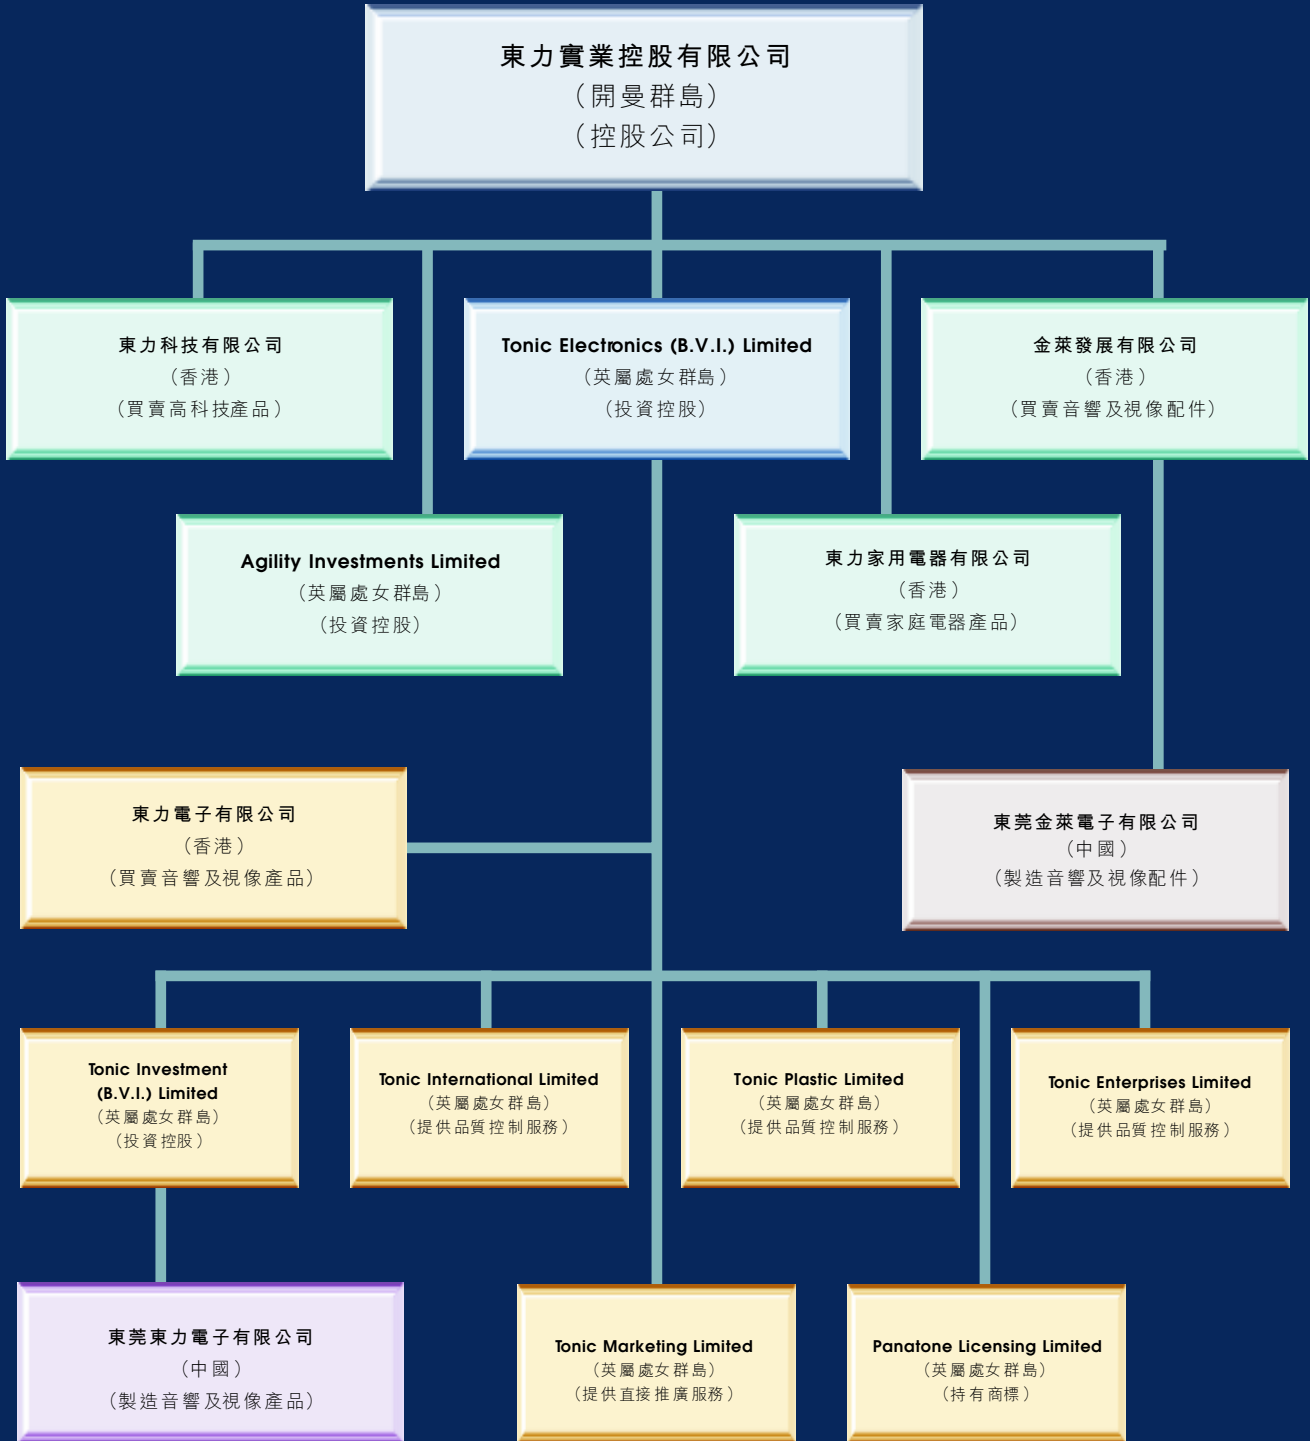 東力實業控股有限公司
（開曼群島）
（控股公司）
東力科技有限公司
（香港）
（買賣高科技產品）
Tonic Electronics (B.V.I.) Limited
（英屬處女群島）
（投資控股）
金萊發展有限公司
（香港）
（買賣音響及視像配件）
Agility Investments Limited
（英屬處女群島）
（投資控股）
東力家用電器有限公司
（香港）
（買賣家庭電器產品）
東力電子有限公司
（香港）
（買賣音響及視像產品）
東莞金萊電子有限公司
（中國）
（製造音響及視像配件）
Tonic Investment
(B.V.I.) Limited
（英屬處女群島）
（投資控股）
Tonic International Limited
（英屬處女群島）
（提供品質控制服務）
Tonic Plastic Limited
（英屬處女群島）
（提供品質控制服務）
Tonic Enterprises Limited
（英屬處女群島）
（提供品質控制服務）
東莞東力電子有限公司
（中國）
（製造音響及視像產品）
Tonic Marketing Limited
（英屬處女群島）
（提供直接推廣服務）
Panatone Licensing Limited
（英屬處女群島）
（持有商標）